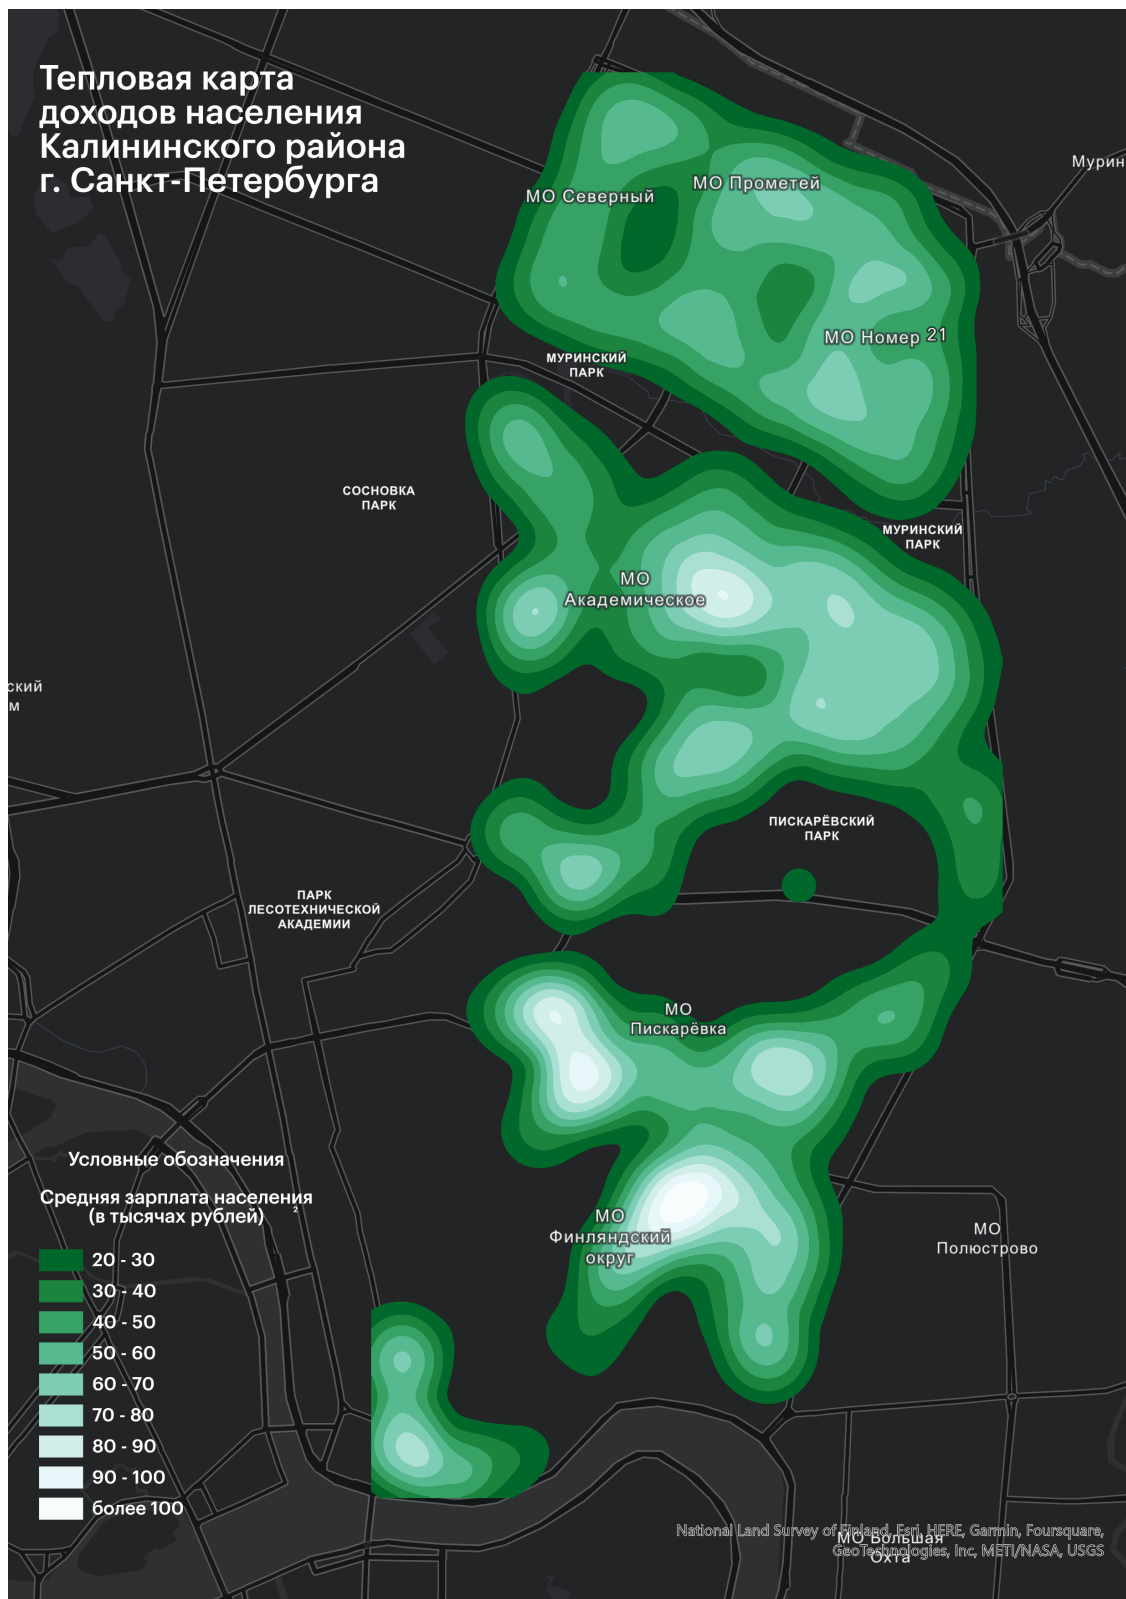 Тепловая карта
доходов населения
Калининского района
г. Санкт-Петербурга
Мурин
МО Прометей
МО Северный
МО Номер 21
МУРИНСКИЙ
ПАРК
СОСНОВКА
ПАРК
МУРИНСКИЙ
ПАРК
МО
Академическое
ский
м
ПИСКАРЁВСКИЙ
ПАРК
ПАРК
ЛЕСОТЕХНИЧЕСКОЙ
АКАДЕМИИ
МО
Пискарёвка
МО
Финляндский
округ
МО
Полюстрово
Условные обозначения
Средняя зарплата населения
(в тысячах рублей) 2
20 - 30
30 - 40
40 - 50
50 - 60
60 - 70
70 - 80
80 - 90
90 - 100
более 100
National Land Survey of Finland, Esri, HERE, Garmin, Foursquare,
GeoTechnologies, Inc, METI/NASA, USGS
МО Большая
Охта